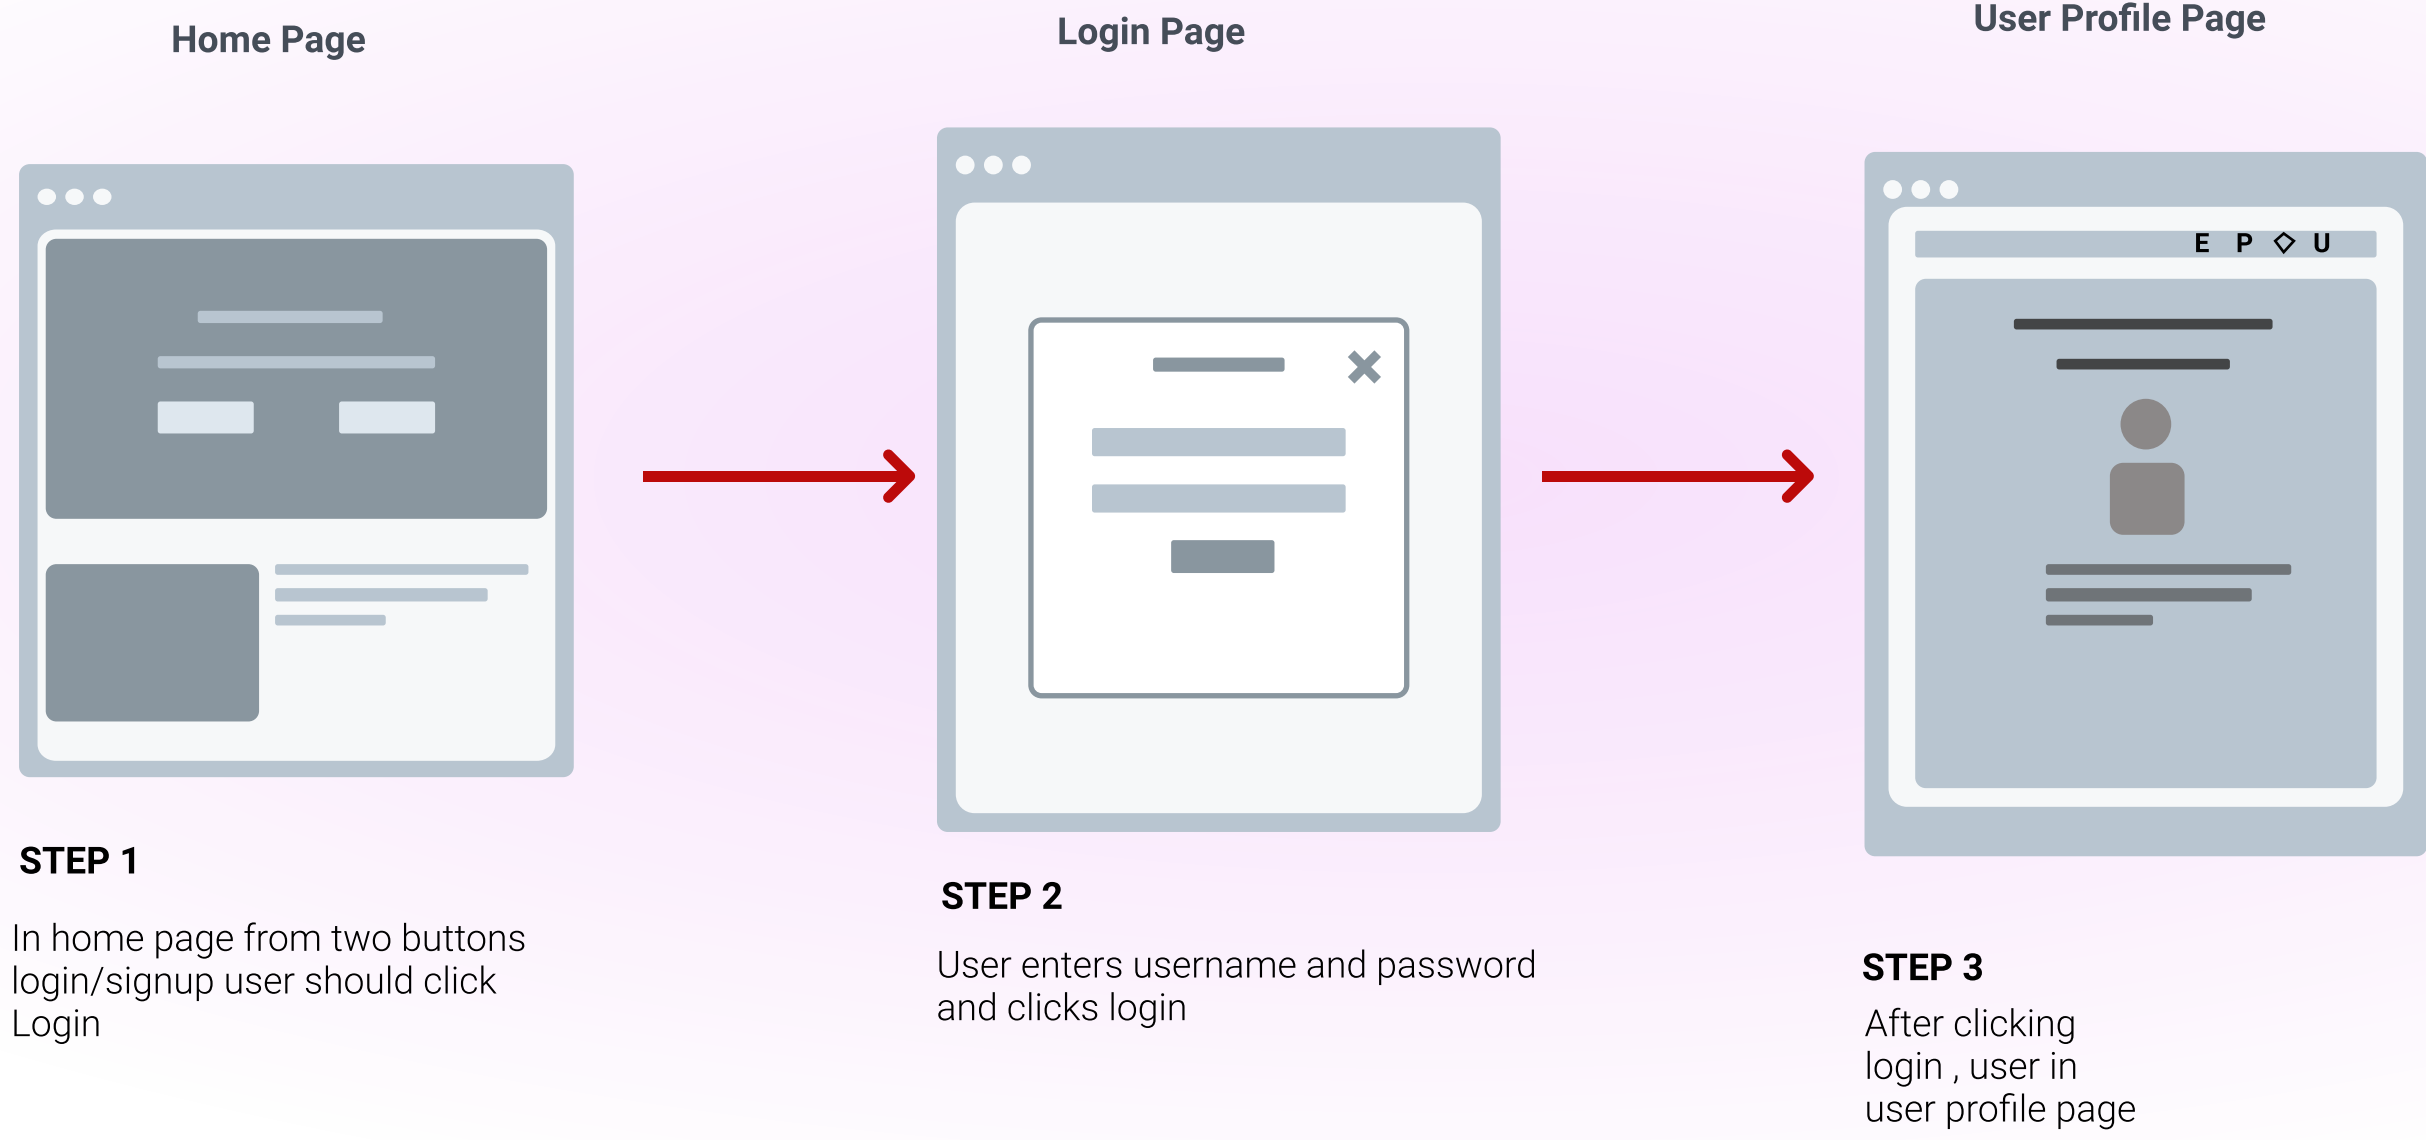 Home Page
Login Page
User Profile Page
E P ◇ U
STEP 1
In home page from two buttons
login/signup user should click
Login
STEP 2
User enters username and password
and clicks login
STEP 3
After clicking
login , user in
user profile page